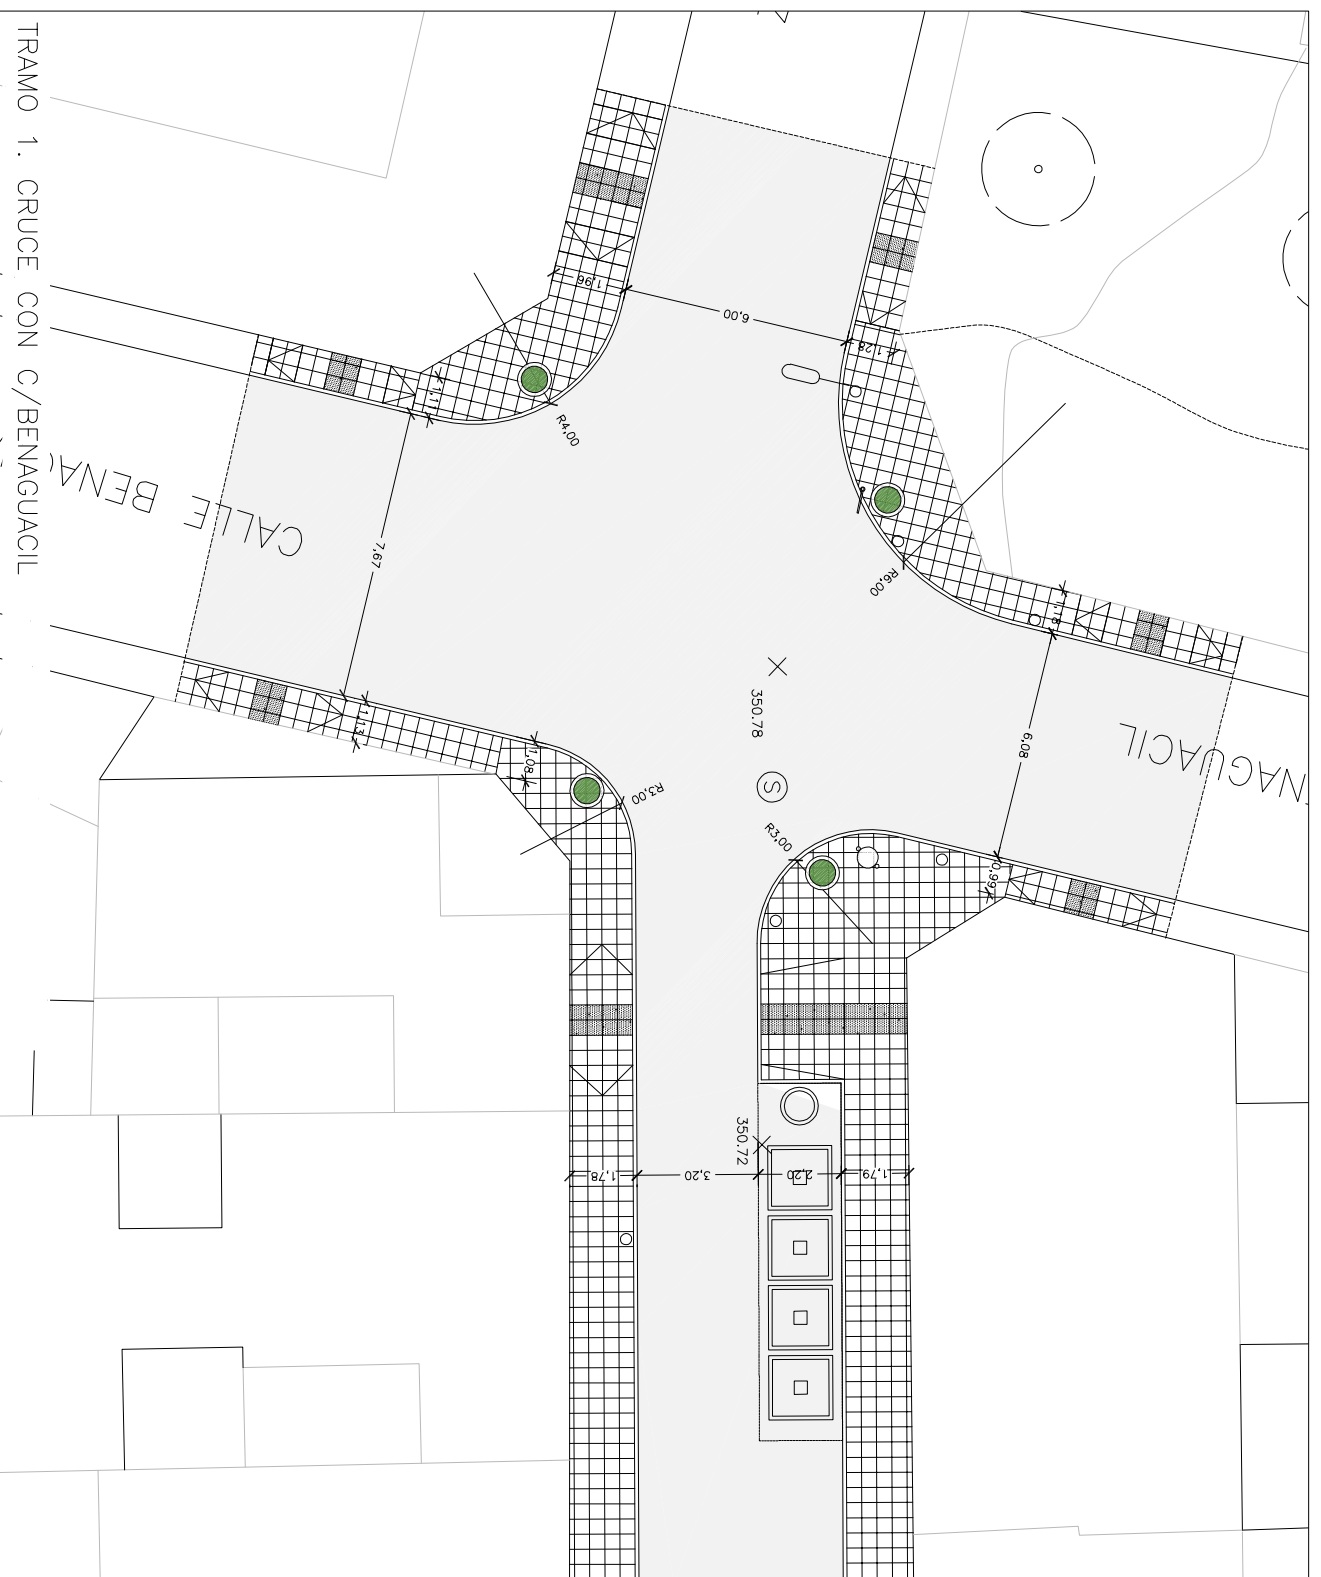 TRAMO 1. CRUCE CON C/BENAGUACIL
1,96
6,00
1,28
1,11
R4,00
CALLE BENA
7,67
R6,00
1,18
350.78
6,08
NAGUACIL
1,13
1,08
R3,00
S
R3,00
0,99
350.72
1,78
3,20
2,20
1,79